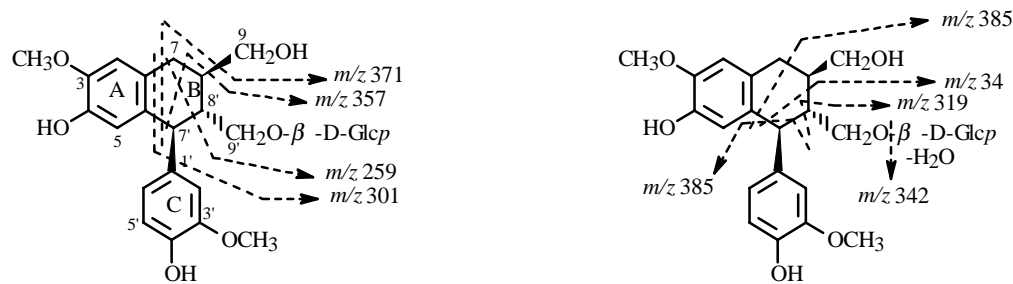 9
CH₂OH
7
CH₃O
3
A
B
8'
m/z 371
m/z 357
HO
5
7'
CH₂O-β -D-Glcp
9'
1'
m/z 259
C
m/z 301
5'
3'
OCH₃
OH
m/z 385
CH₃O
CH₂OH
m/z 34
m/z 319
HO
CH₂O-β -D-Glcp
-H₂O
m/z 385
m/z 342
OCH₃
OH